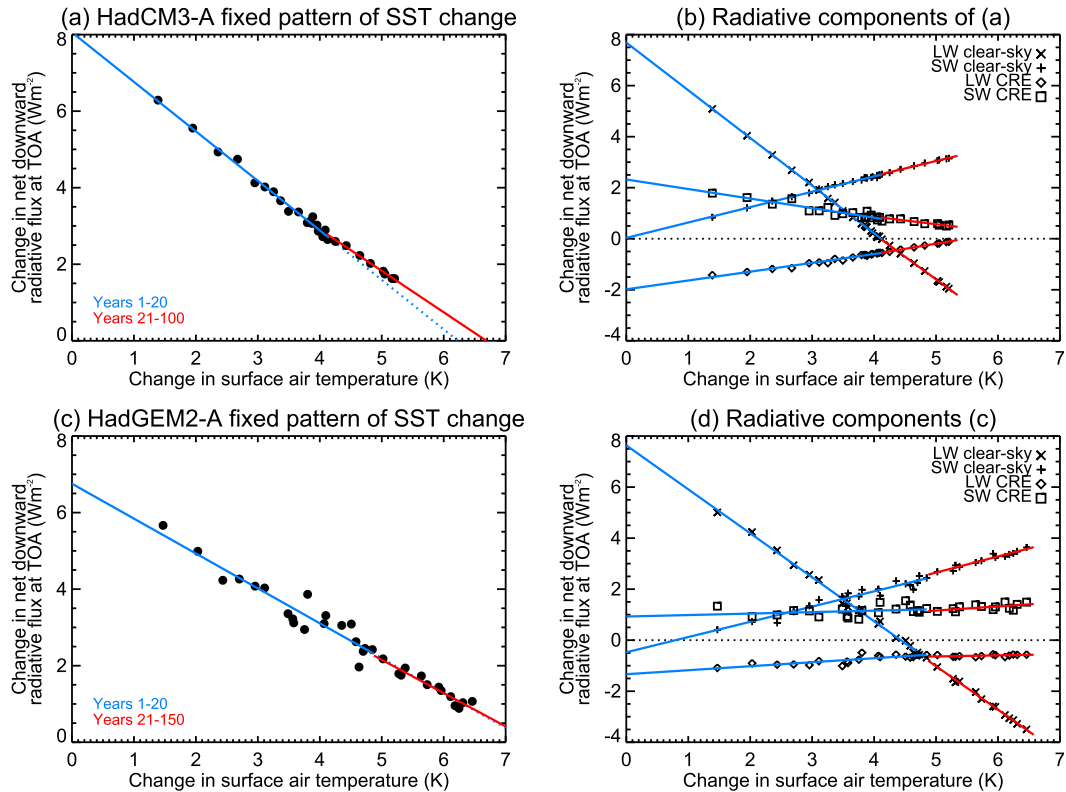 (a) HadCM3-A fixed pattern of SST change
Change in net downward
radiative flux at TOA (Wm-2)
8
6
4
2
0
Years 1-20
Years 21-100
0 1 2 3 4 5 6 7
Change in surface air temperature (K)
(b) Radiative components of (a)
Change in net downward
radiative flux at TOA (Wm-2)
8
6
4
2
0
-2
-4
LW clear-sky
SW clear-sky
LW CRE
SW CRE
0 1 2 3 4 5 6 7
Change in surface air temperature (K)
(c) HadGEM2-A fixed pattern of SST change
Change in net downward
radiative flux at TOA (Wm-2)
8
6
4
2
0
Years 1-20
Years 21-150
0 1 2 3 4 5 6 7
Change in surface air temperature (K)
(d) Radiative components (c)
Change in net downward
radiative flux at TOA (Wm-2)
8
6
4
2
0
-2
-4
LW clear-sky
SW clear-sky
LW CRE
SW CRE
0 1 2 3 4 5 6 7
Change in surface air temperature (K)